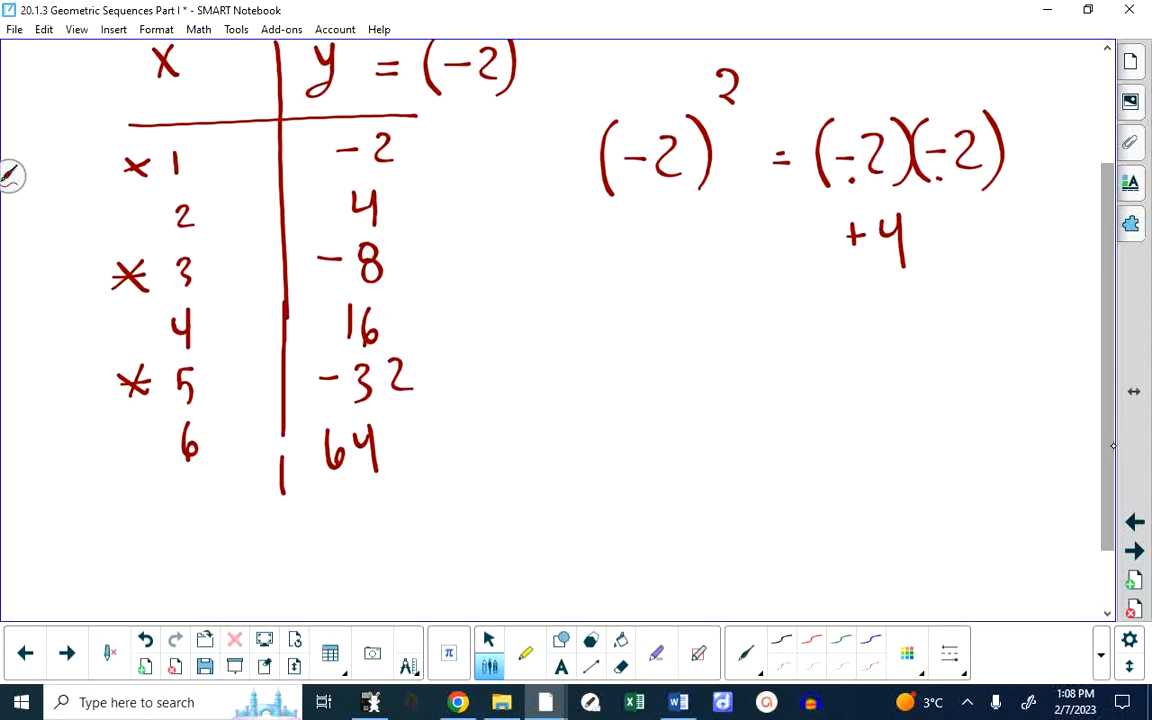 20.1.3 Geometric Sequences Part I * - SMART Notebook
File Edit View Insert Format Math Tools Add-ons Account Help
x y = (-2)
* 1 -2
2 4
* 3 -8
4 16
* 5 -32
6 64
(-2)² = (-2)(-2)
+4
π
A
Type here to search
3°C
1:08 PM
2/7/2023